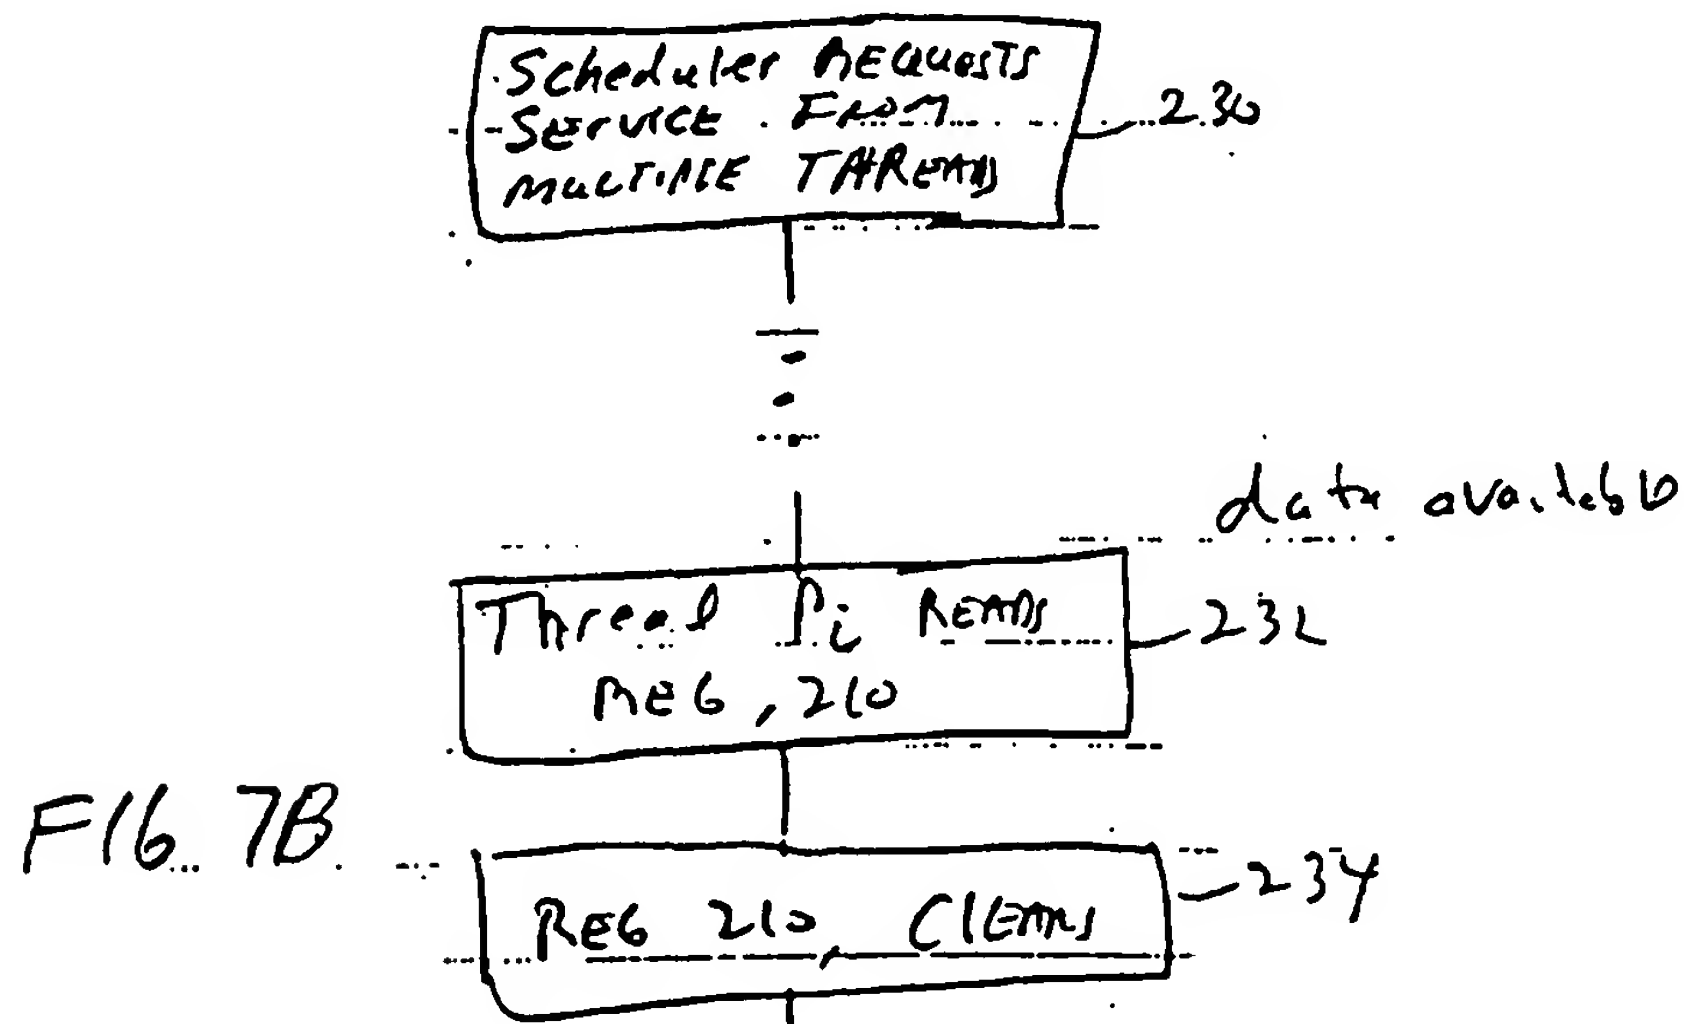 Scheduler REQUESTS
SERVICE FROM
MULTIPLE THREADS
230
data available
Thread Pi READS
REG, 210
232
FIG. 7B
REG 210, CLEARS
234